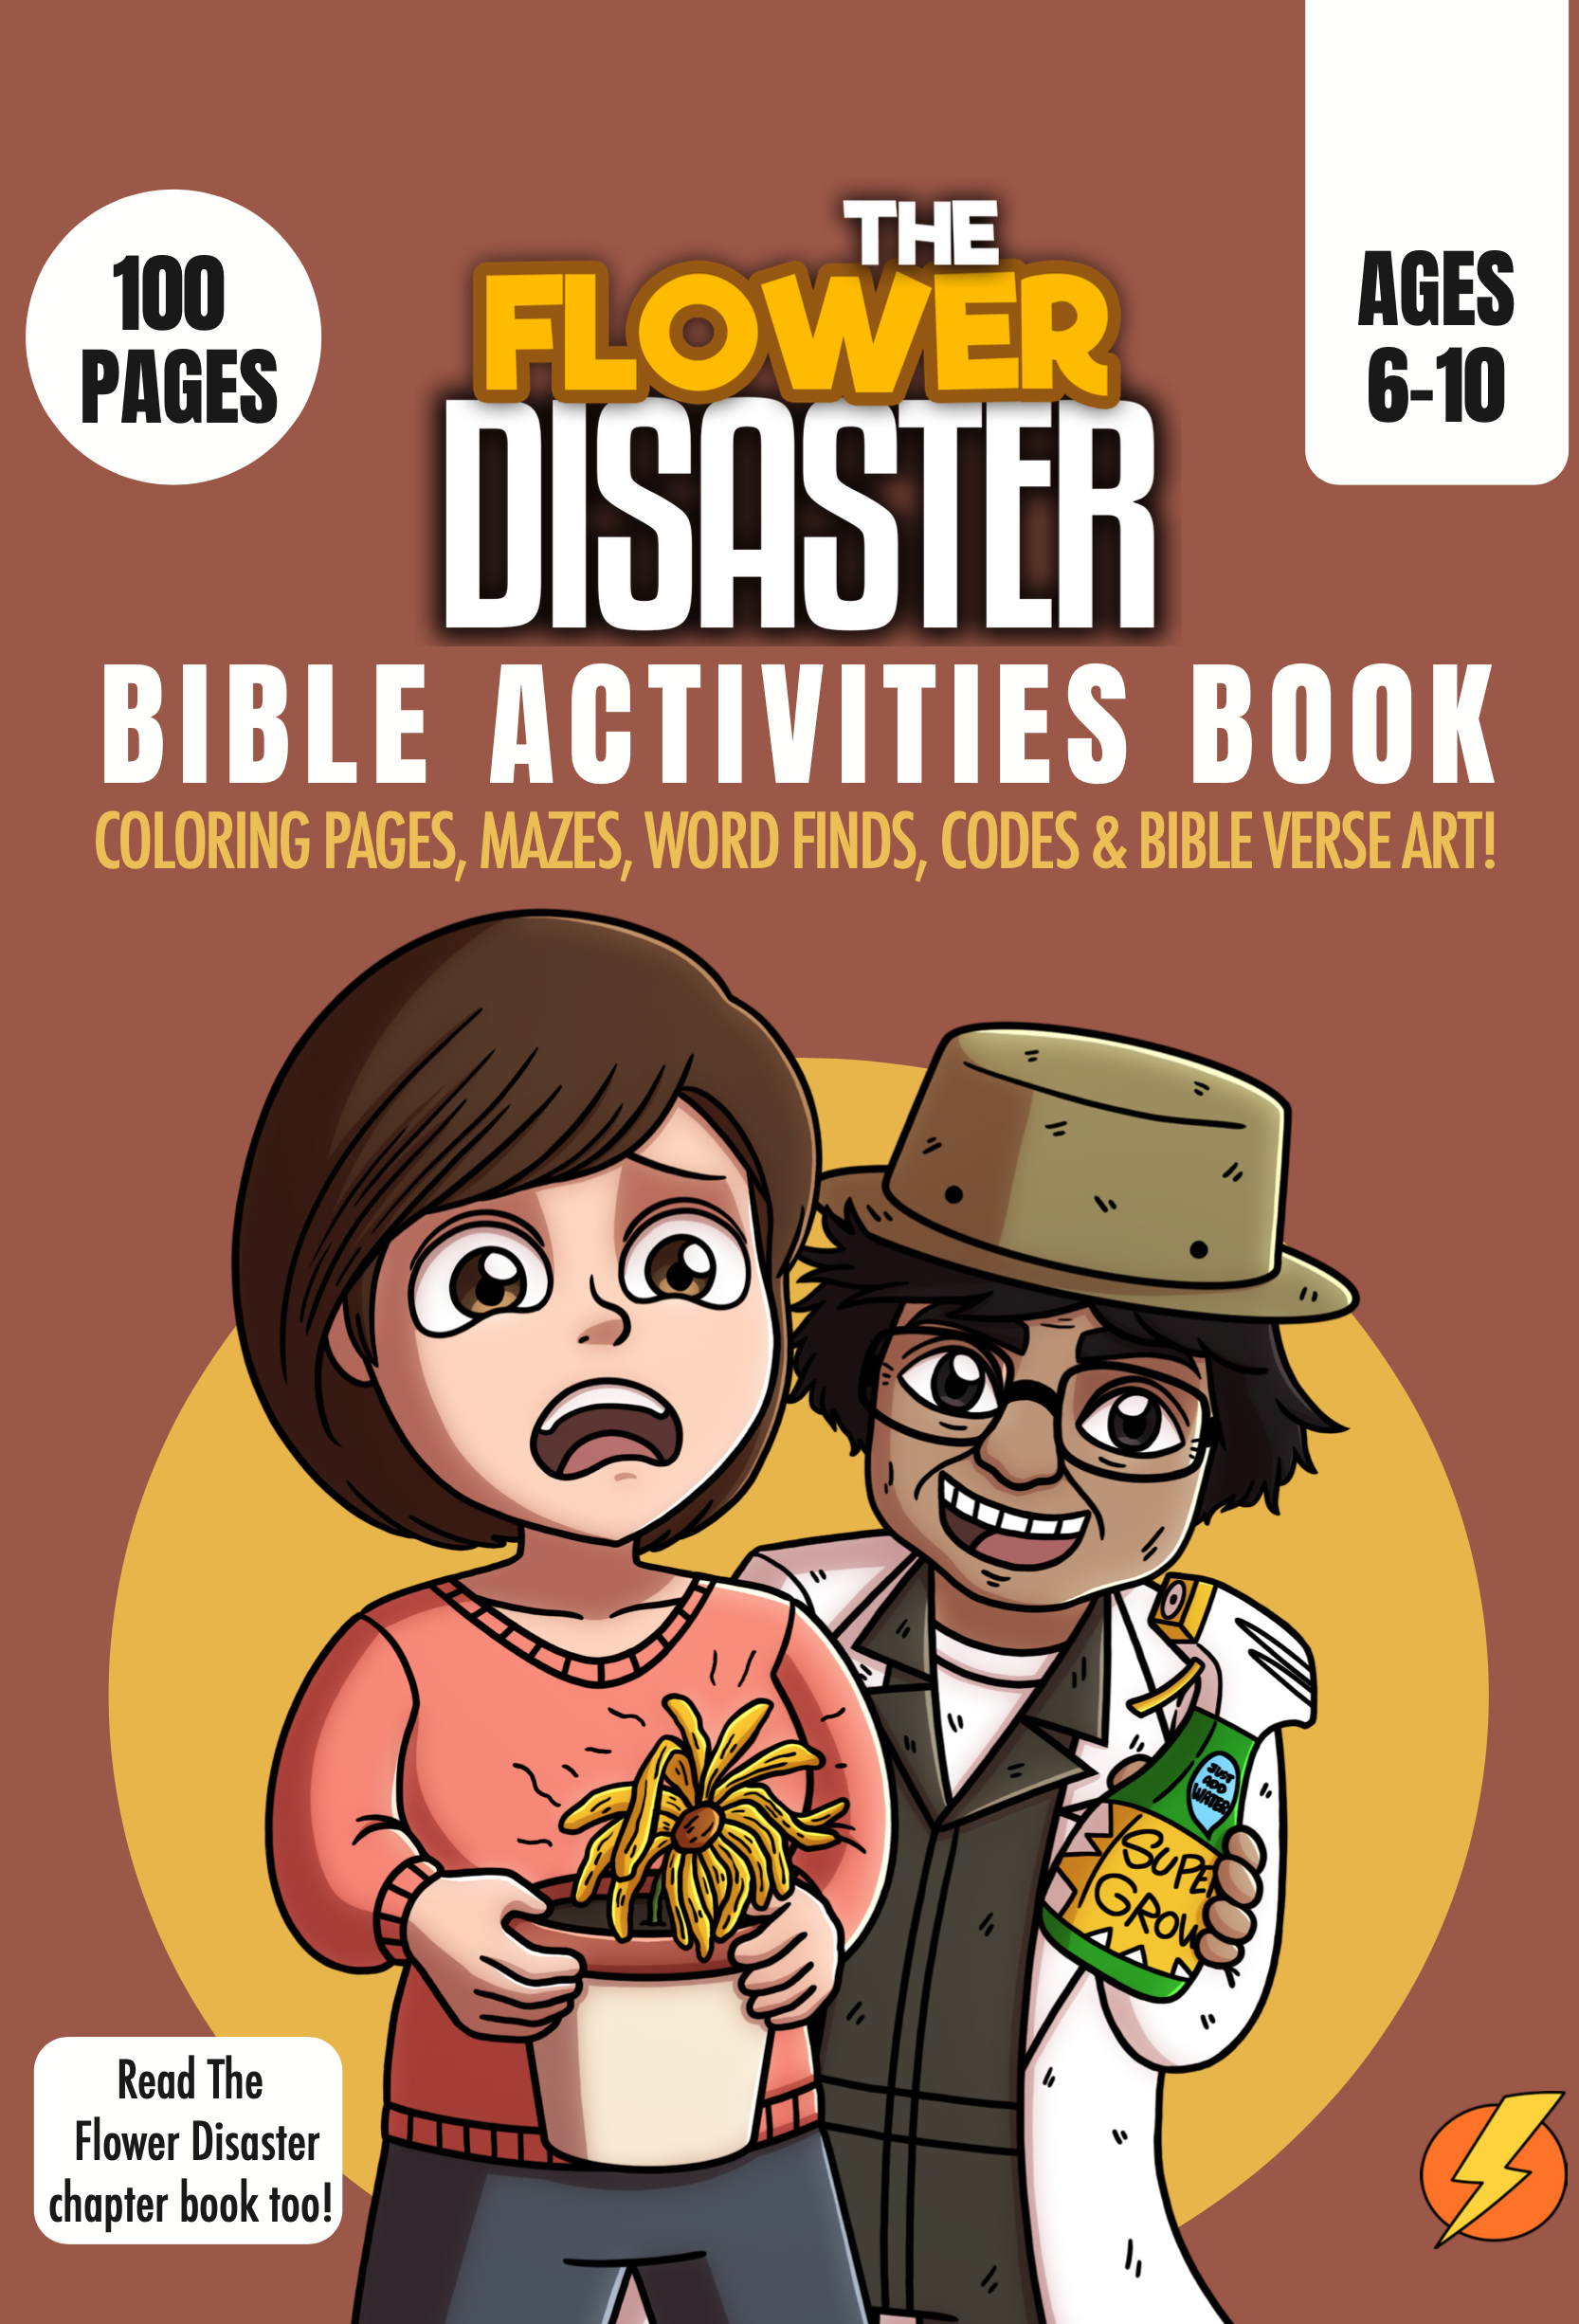 100
PAGES
THE
FLOWER
DISASTER
AGES
6-10
BIBLE ACTIVITIES BOOK
COLORING PAGES, MAZES, WORD FINDS, CODES & BIBLE VERSE ART!
JUST
ADD
WATER
SUPE
GROW
Read The
Flower Disaster
chapter book too!